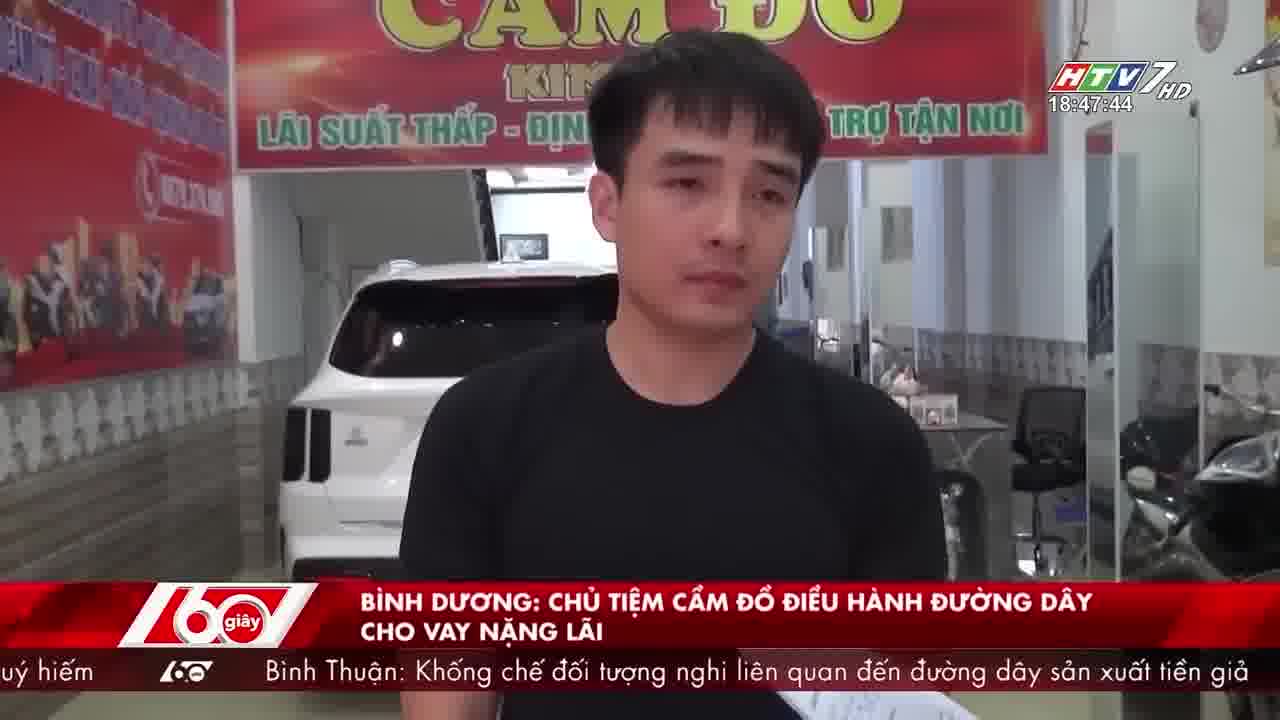 CẦM ĐỒ
LÃI SUẤT THẤP - ĐỊN
TRỢ TẬN NƠI
HTV7 HD
18:47:44
60 giây
BÌNH DƯƠNG: CHỦ TIỆM CẦM ĐỒ ĐIỀU HÀNH ĐƯỜNG DÂY
CHO VAY NẶNG LÃI
uý hiếm
60
Bình Thuận: Khống chế đối tượng nghi liên quan đến đường dây sản xuất tiền giả